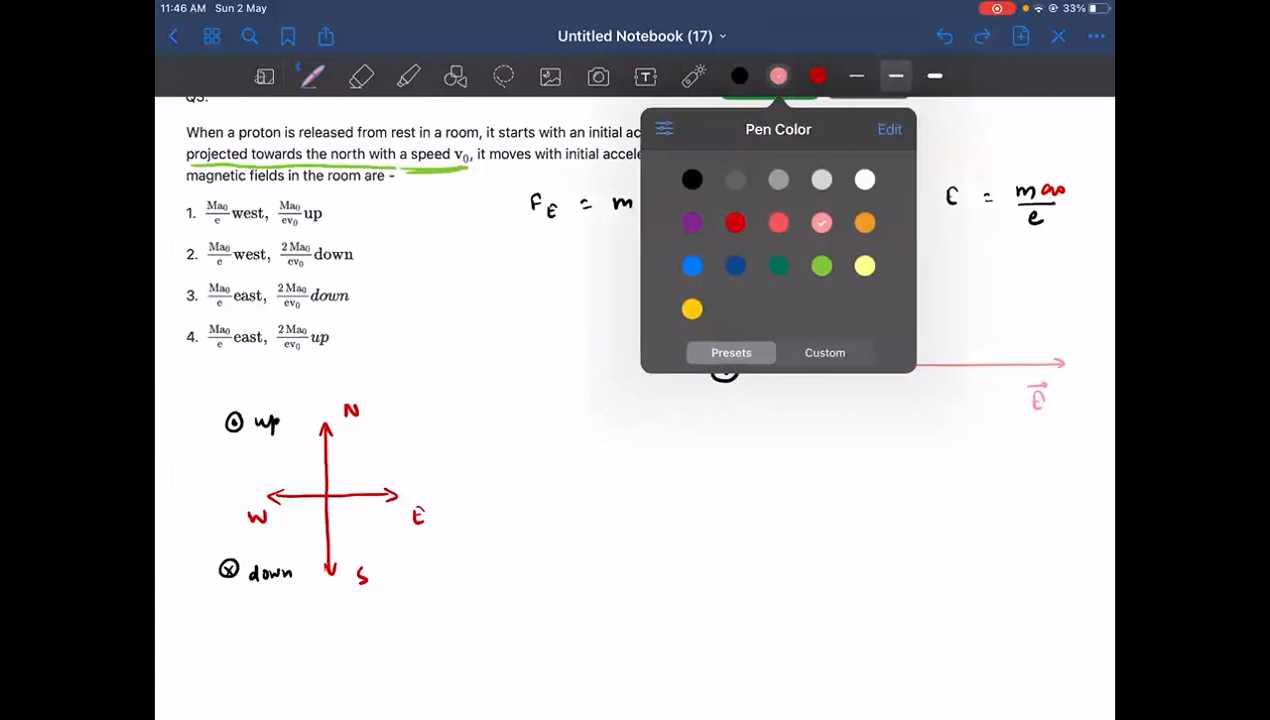 11:46 AM Sun 2 May
33%
Untitled Notebook (17)
T
Pen Color
Edit
When a proton is released from rest in a room, it starts with an initial ac
projected towards the north with a speed v₀, it moves with initial accele
magnetic fields in the room are -
1. Ma₀/e west, Ma₀/ev₀ up
2. Ma₀/e west, 2Ma₀/ev₀ down
3. Ma₀/e east, 2Ma₀/ev₀ down
4. Ma₀/e east, 2Ma₀/ev₀ up
F_E = m
E = ma₀/e
Presets
Custom
E
up
N
W
E
down
S